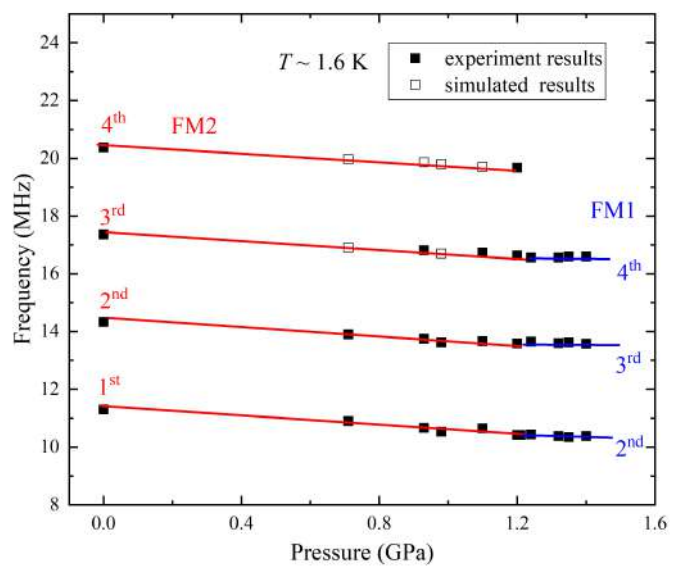 24
22
20
18
16
14
12
10
8
Frequency (MHz)
T ~ 1.6 K
experiment results
simulated results
4th
FM2
3rd
FM1
4th
2nd
3rd
1st
2nd
0.0 0.4 0.8 1.2 1.6
Pressure (GPa)